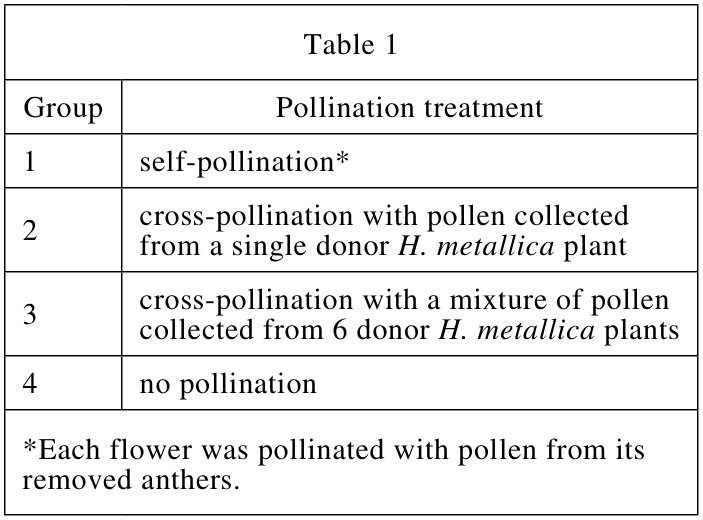 Table 1
Group Pollination treatment
1 self-pollination*
2 cross-pollination with pollen collected
from a single donor H. metallica plant
3 cross-pollination with a mixture of pollen
collected from 6 donor H. metallica plants
4 no pollination
*Each flower was pollinated with pollen from its
removed anthers.